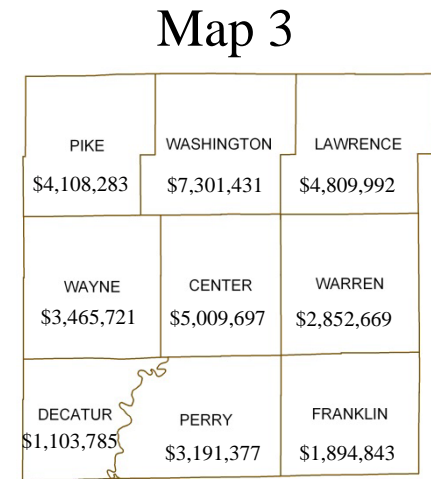 Map 3
PIKE
$4,108,283
WASHINGTON
$7,301,431
LAWRENCE
$4,809,992
WAYNE
$3,465,721
CENTER
$5,009,697
WARREN
$2,852,669
DECATUR
$1,103,785
PERRY
$3,191,377
FRANKLIN
$1,894,843